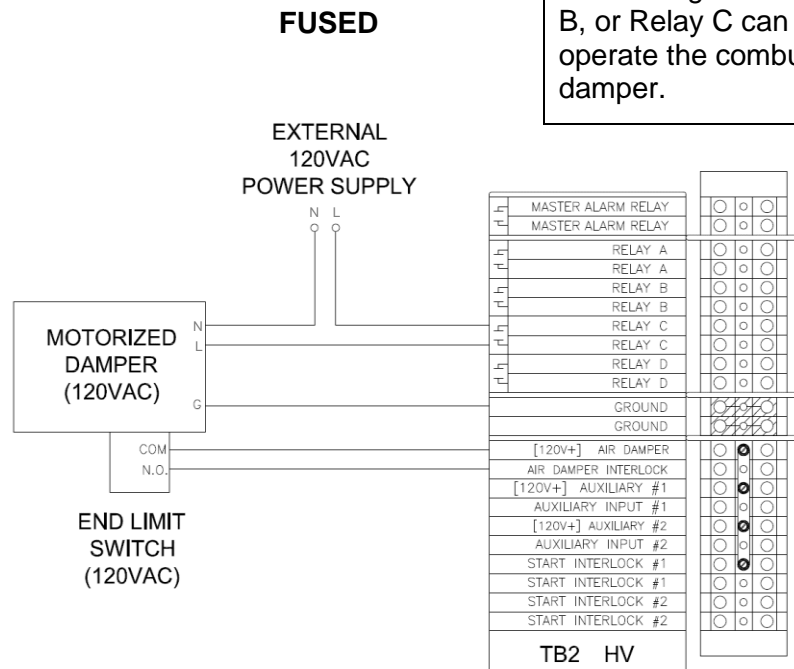 FUSED
B, or Relay C can
operate the
damper.
EXTERNAL
120VAC
POWER SUPPLY
N L
MOTORIZED
DAMPER
(120VAC)
N
L
G
COM
N.O.
END LIMIT
SWITCH
(120VAC)
MASTER ALARM RELAY
MASTER ALARM RELAY
RELAY A
RELAY A
RELAY B
RELAY B
RELAY C
RELAY C
RELAY D
RELAY D
GROUND
GROUND
[120V+] AIR DAMPER
AIR DAMPER INTERLOCK
[120V+] AUXILIARY #1
AUXILIARY INPUT #1
[120V+] AUXILIARY #2
AUXILIARY INPUT #2
START INTERLOCK #1
START INTERLOCK #1
START INTERLOCK #2
START INTERLOCK #2
TB2 HV